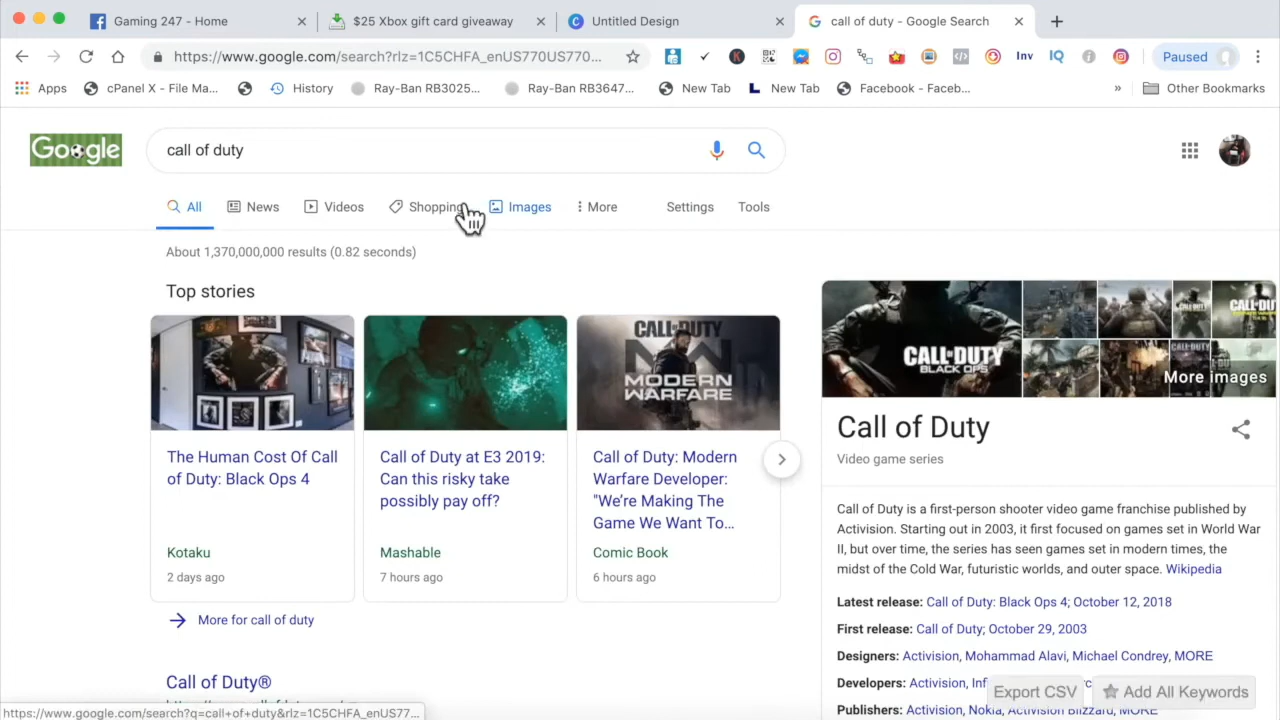 Gaming 247 - Home
$25 Xbox gift card giveaway
Untitled Design
call of duty - Google Search
https://www.google.com/search?rlz=1C5CHFA_enUS770US770...
Inv
IQ
Paused
Apps
cPanel X - File Ma...
History
Ray-Ban RB3025...
Ray-Ban RB3647...
New Tab
New Tab
Facebook - Faceb...
»
Other Bookmarks
Google
call of duty
All
News
Videos
Shopping
Images
More
Settings
Tools
About 1,370,000,000 results (0.82 seconds)
Top stories
CALL OF DUTY
MODERN
WARFARE
The Human Cost Of Call
of Duty: Black Ops 4
Kotaku
2 days ago
Call of Duty at E3 2019:
Can this risky take
possibly pay off?
Mashable
7 hours ago
Call of Duty: Modern
Warfare Developer:
"We're Making The
Game We Want To...
Comic Book
6 hours ago
More for call of duty
Call of Duty®
CALL OF DUTY
BLACK OPS
More images
Call of Duty
Video game series
Call of Duty is a first-person shooter video game franchise published by
Activision. Starting out in 2003, it first focused on games set in World War
II, but over time, the series has seen games set in modern times, the
midst of the Cold War, futuristic worlds, and outer space. Wikipedia
Latest release: Call of Duty: Black Ops 4; October 12, 2018
First release: Call of Duty; October 29, 2003
Designers: Activision, Mohammad Alavi, Michael Condrey, MORE
Developers: Activision,
Publishers: Activision, Nokia, Activision Blizzard, MORE
Export CSV
Add All Keywords
https://www.google.com/search?q=call+of+duty&rlz=1C5CHFA_enUS77...